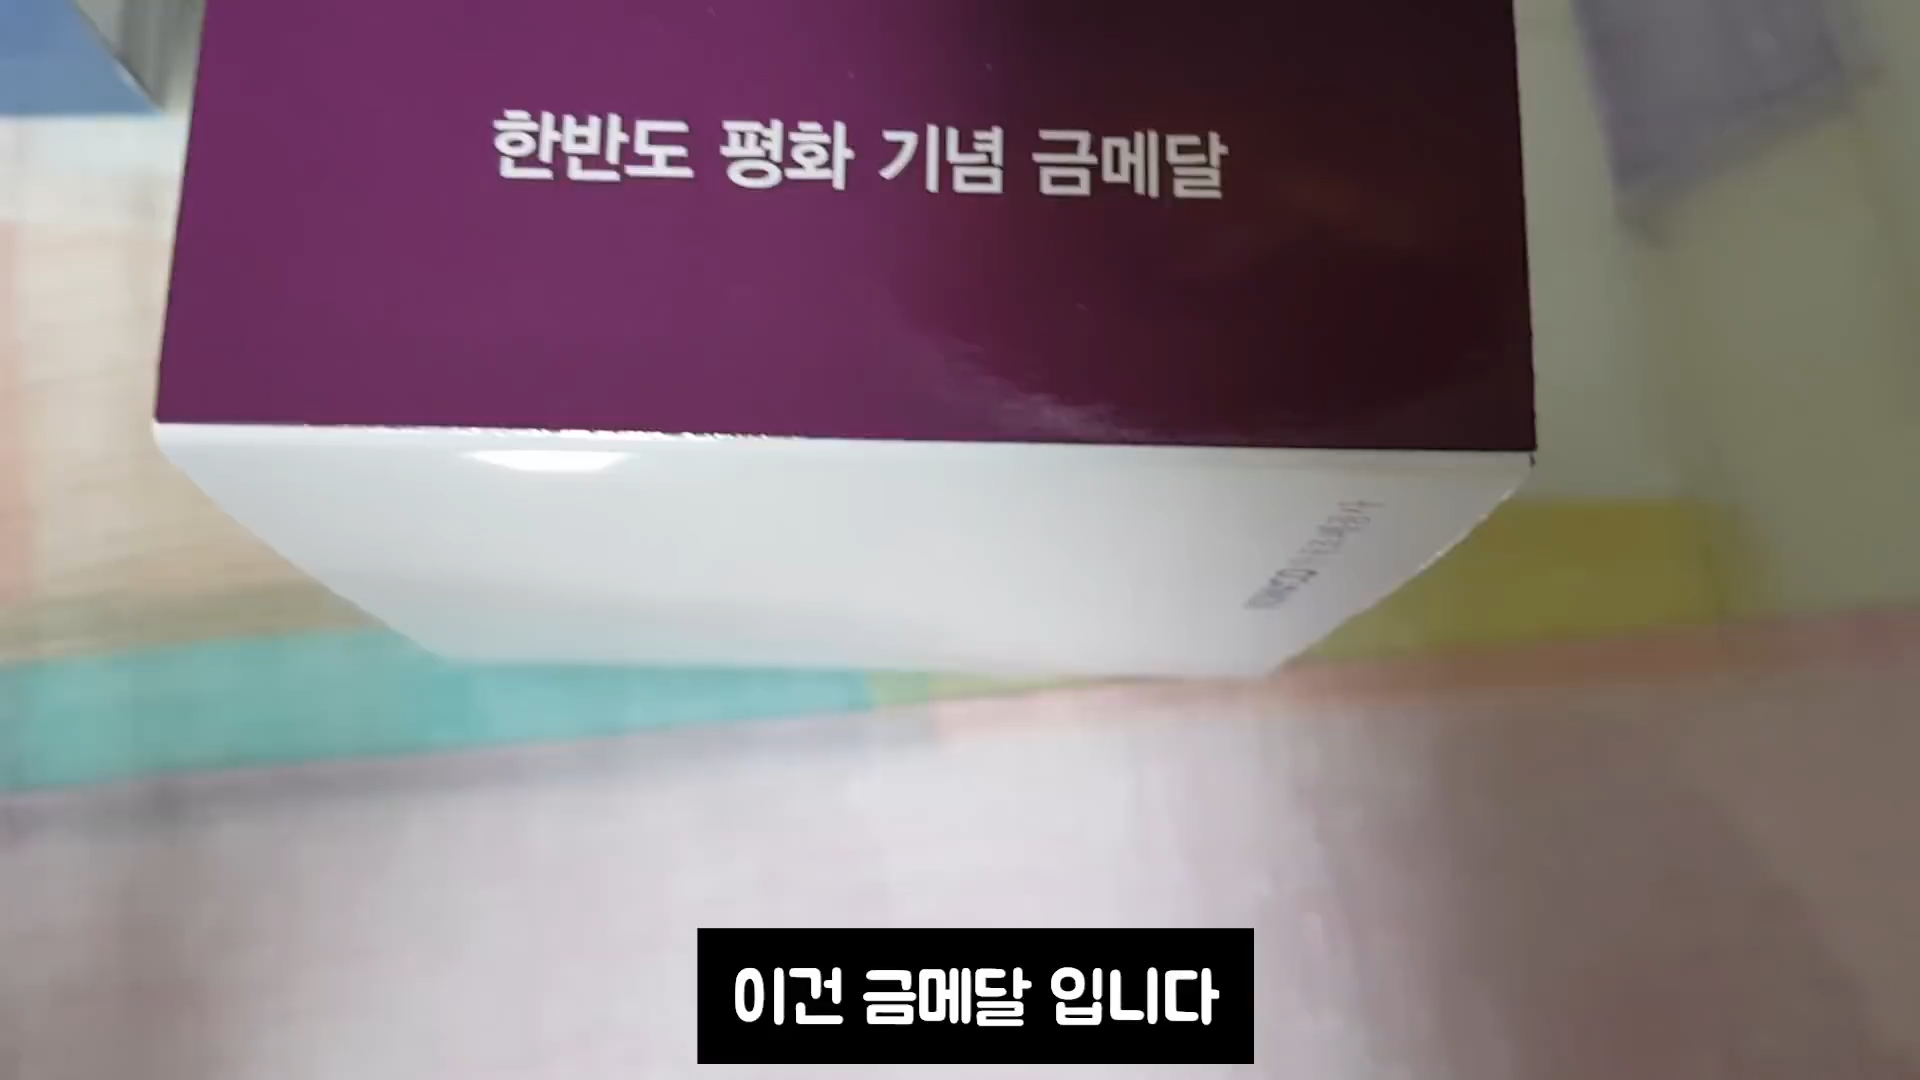 한반도 평화 기념 금메달
이건 금메달 입니다